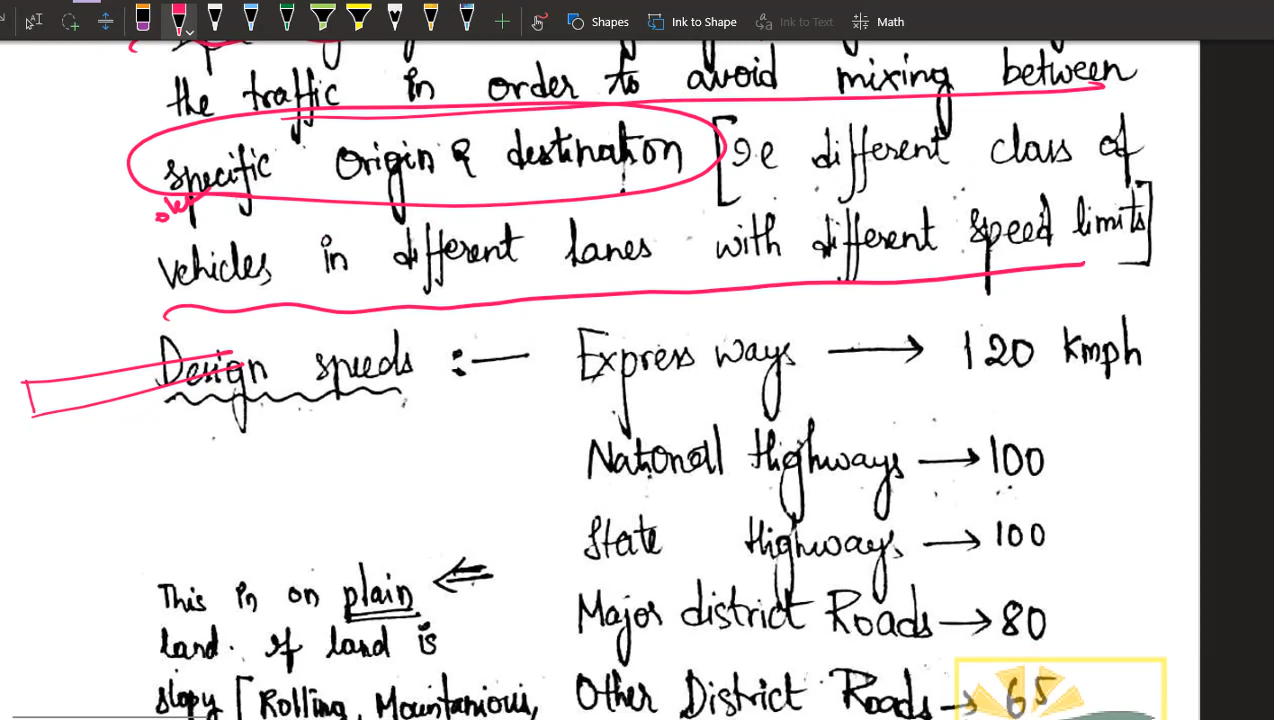 Shapes Ink to Shape Ink to Text Math
the traffic in order to avoid mixing between
specific Origin & destination [ie different class of
vehicles in different lanes with different speed limits]
Design speeds :— Express ways → 120 kmph
National Highways → 100
State Highways → 100
This in on plain ⇐
land. If land is
Major district Roads → 80
slopy [Rolling, Mountanious,
Other District Roads → 65